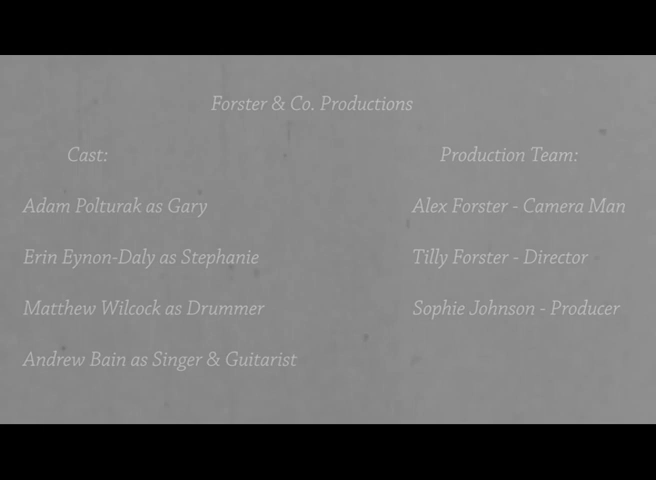 Forster & Co. Productions
Cast:
Adam Polturak as Gary
Erin Eynon-Daly as Stephanie
Matthew Wilcock as Drummer
Andrew Bain as Singer & Guitarist
Production Team:
Alex Forster - Camera Man
Tilly Forster - Director
Sophie Johnson - Producer